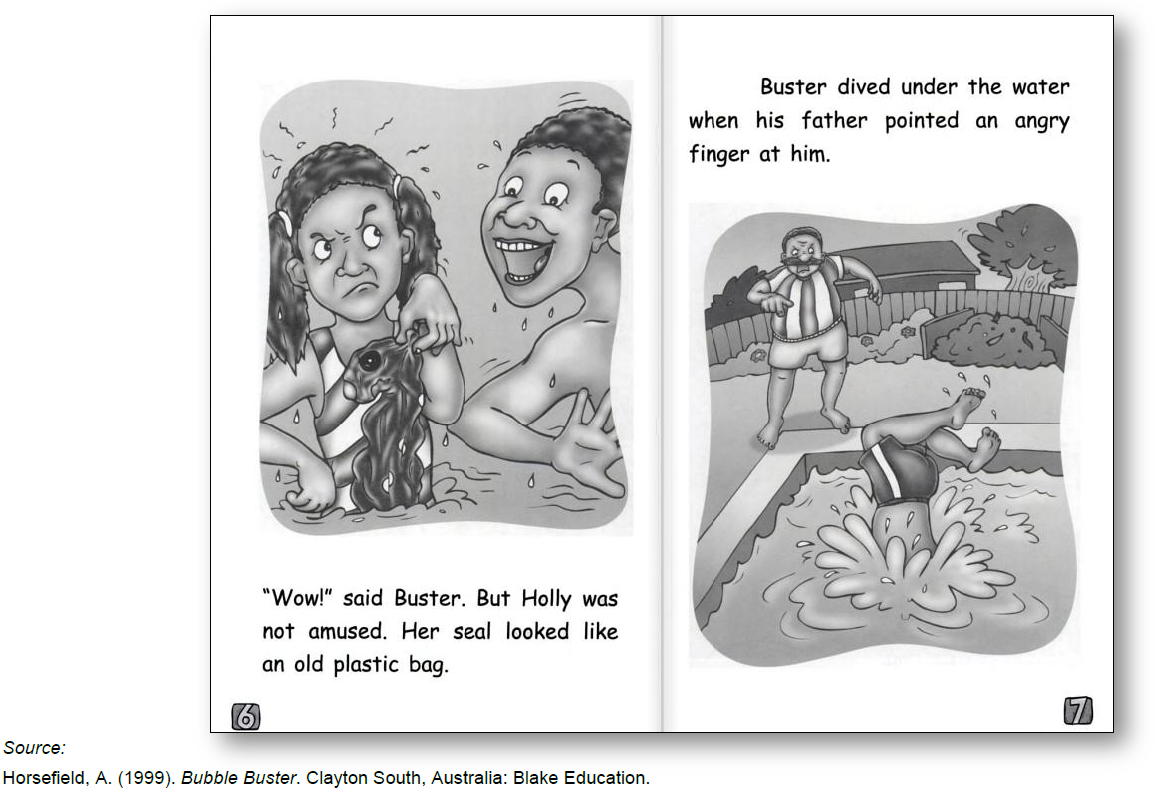 "Wow!" said Buster. But Holly was
not amused. Her seal looked like
an old plastic bag.
6
Buster dived under the water
when his father pointed an angry
finger at him.
7
Source:
Horsefield, A. (1999). Bubble Buster. Clayton South, Australia: Blake Education.